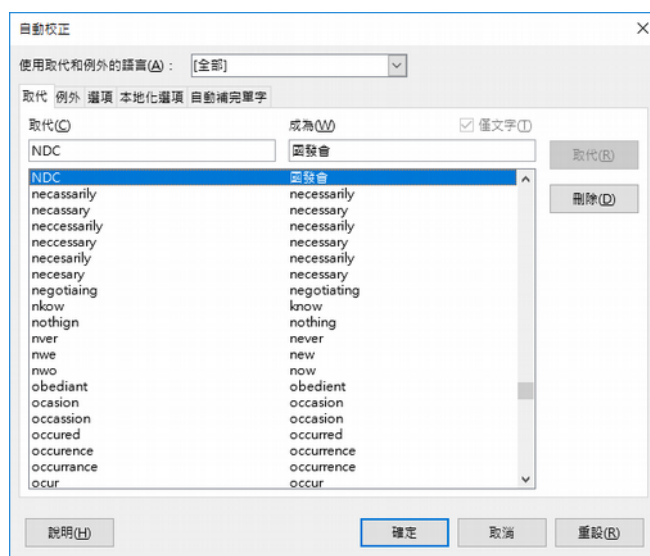 自動校正
使用取代和例外的語言(A)： [全部]
取代 例外 選項 本地化選項 自動補完單字
取代(C) 成為(W) 僅文字(T)
NDC 國發會 取代(R)
NDC 國發會
刪除(D)
necassarily necessarily
necassary necessary
neccessarily necessarily
neccessary necessary
necesarily necessarily
necesary necessary
negotiaing negotiating
nkow know
nothign nothing
nver never
nwe new
nwo now
obediant obedient
ocasion occasion
occassion occasion
occured occurred
occurence occurrence
occurrance occurrence
ocur occur
說明(H) 確定 取消 重設(R)